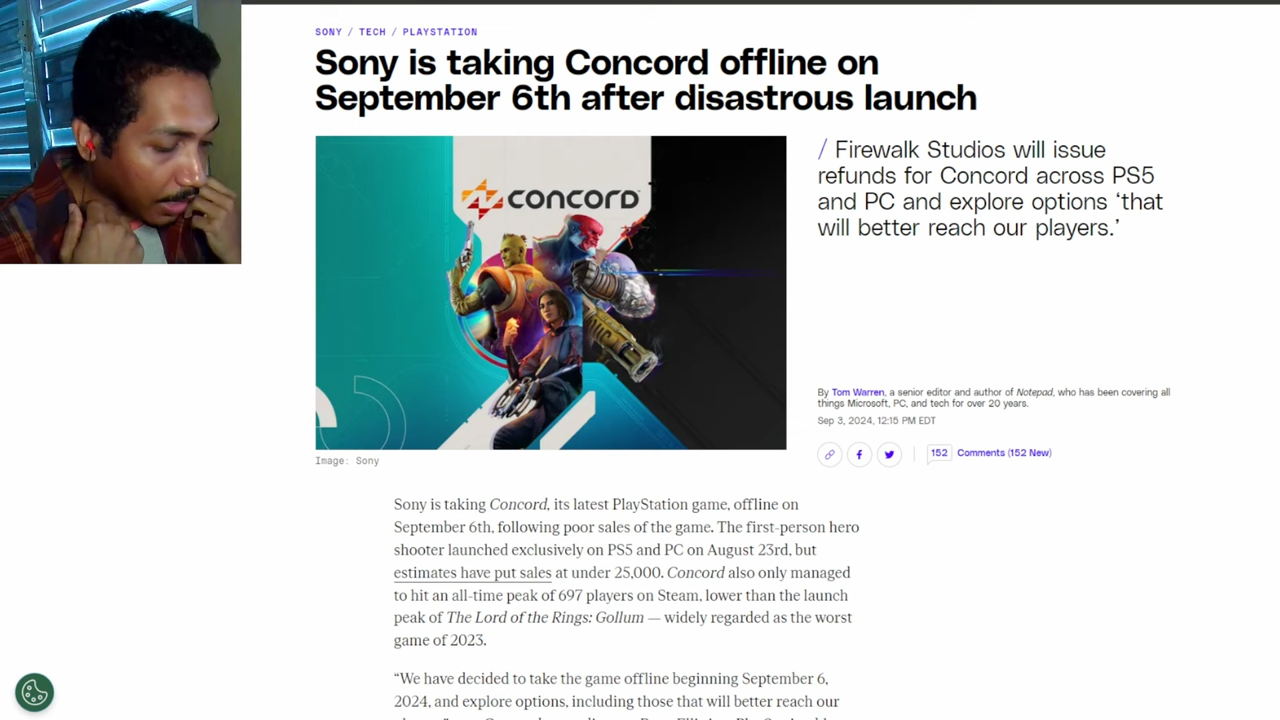 SONY / TECH / PLAYSTATION
Sony is taking Concord offline on
September 6th after disastrous launch
CONCORD
/ Firewalk Studios will issue
refunds for Concord across PS5
and PC and explore options ‘that
will better reach our players.’
By Tom Warren, a senior editor and author of Notepad, who has been covering all
things Microsoft, PC, and tech for over 20 years.
Sep 3, 2024, 12:15 PM EDT
152 Comments (152 New)
Image: Sony
Sony is taking Concord, its latest PlayStation game, offline on
September 6th, following poor sales of the game. The first-person hero
shooter launched exclusively on PS5 and PC on August 23rd, but
estimates have put sales at under 25,000. Concord also only managed
to hit an all-time peak of 697 players on Steam, lower than the launch
peak of The Lord of the Rings: Gollum — widely regarded as the worst
game of 2023.
“We have decided to take the game offline beginning September 6,
2024, and explore options, including those that will better reach our